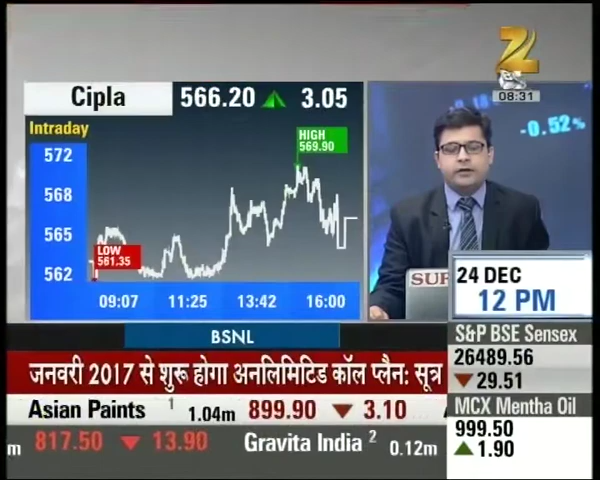 Z
08:31
Cipla 566.20 3.05
Intraday
572
568
565
562
HIGH
569.90
LOW
561.35
09:07 11:25 13:42 16:00
-0.52%
SUP
24 DEC
12 PM
BSNL
जनवरी 2017 से शुरू होगा अनलिमिटिड कॉल प्लैन: सूत्र
S&P BSE Sensex
26489.56
29.51
MCX Mentha Oil
999.50
1.90
Asian Paints 1 1.04m 899.90 3.10
m 817.50 13.90 Gravita India 2 0.12m